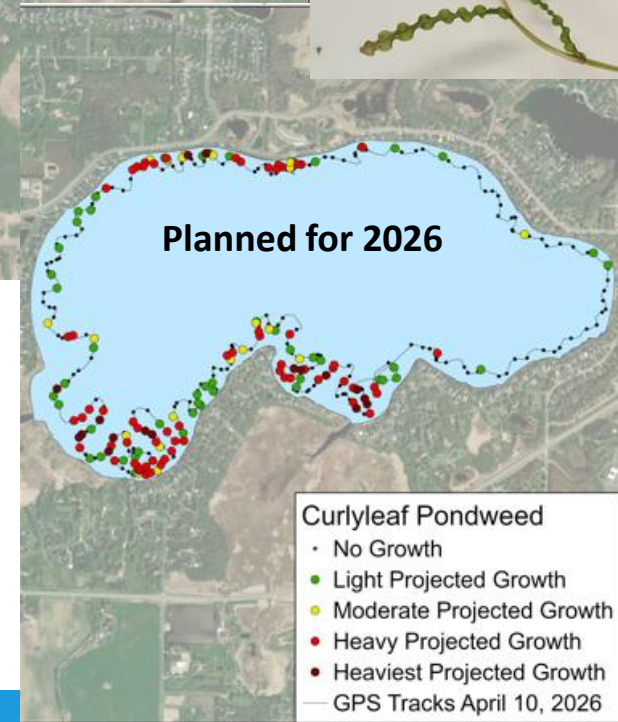 Planned for 2026
Curlyleaf Pondweed
No Growth
Light Projected Growth
Moderate Projected Growth
Heavy Projected Growth
Heaviest Projected Growth
GPS Tracks April 10, 2026